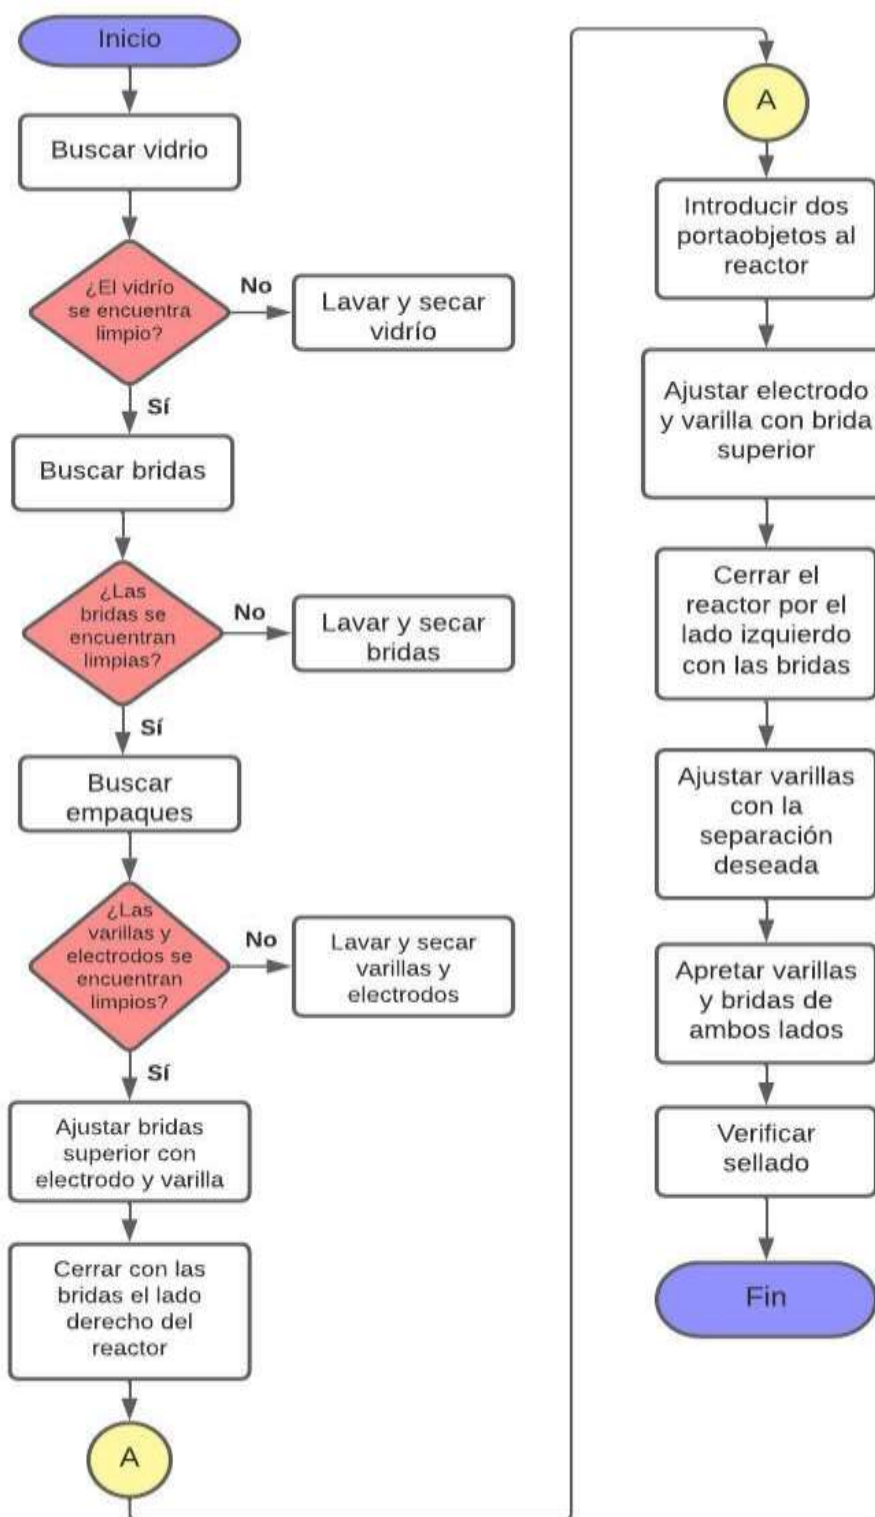 Inicio
Buscar vidrio
¿El vidrío
se encuentra
limpio?
No
Lavar y secar
vidrío
Sí
Buscar bridas
¿Las
bridas se
encuentran
limpias?
No
Lavar y secar
bridas
Sí
Buscar
empaques
¿Las
varillas y
electrodos se
encuentran
limpios?
No
Lavar y secar
varillas y
electrodos
Sí
Ajustar bridas
superior con
electrodo y varilla
Cerrar con las
bridas el lado
derecho del
reactor
A
A
Introducir dos
portaobjetos al
reactor
Ajustar electrodo
y varilla con brida
superior
Cerrar el
reactor por el
lado izquierdo
con las bridas
Ajustar varillas
con la
separación
deseada
Apretar varillas
y bridas de
ambos lados
Verificar
sellado
Fin